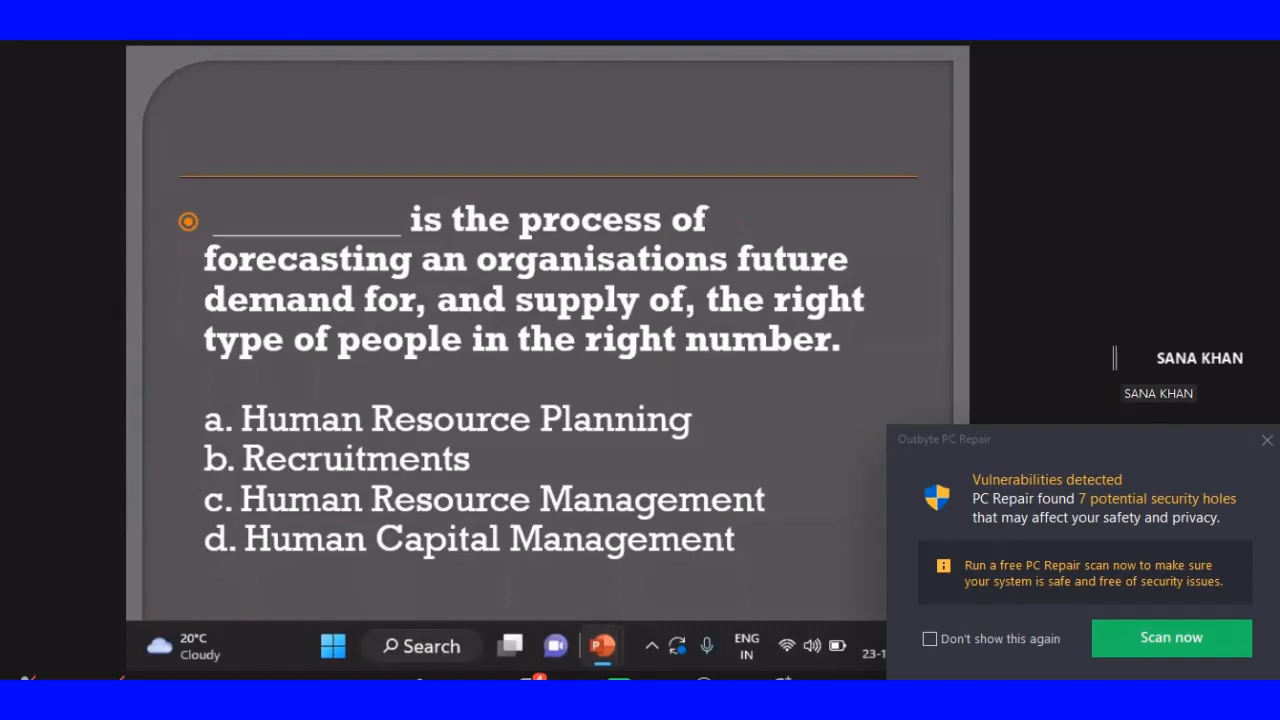 __________ is the process of
forecasting an organisations future
demand for, and supply of, the right
type of people in the right number.
a. Human Resource Planning
b. Recruitments
c. Human Resource Management
d. Human Capital Management
SANA KHAN
SANA KHAN
Outbyte PC Repair
Vulnerabilities detected
PC Repair found 7 potential security holes
that may affect your safety and privacy.
Run a free PC Repair scan now to make sure
your system is safe and free of security issues.
Don't show this again
Scan now
20°C
Cloudy
Search
ENG
IN